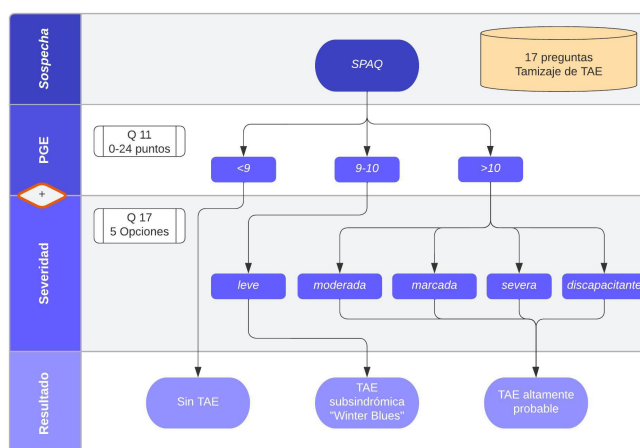 Sospecha
SPAQ
17 preguntas
Tamizaje de TAE
PGE
Q 11
0-24 puntos
<9
9-10
>10
+
Severidad
Q 17
5 Opciones
leve
moderada
marcada
severa
discapacitante
Resultado
Sin TAE
TAE
subsindrómica
"Winter Blues"
TAE altamente
probable